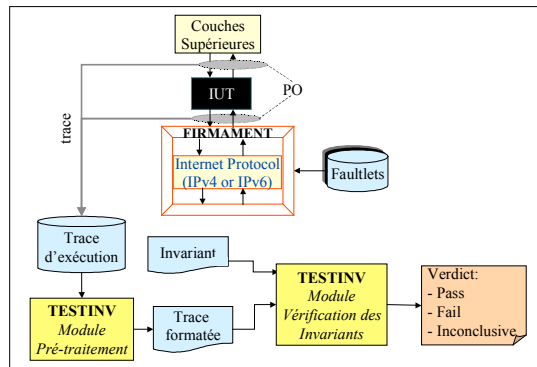 Couches
Supérieures
PO
IUT
trace
FIRMAMENT
Internet Protocol
(IPv4 or IPv6)
Faultlets
Trace
d'exécution
Invariant
TESTINV
Module
Pré-traitement
Trace
formatée
TESTINV
Module
Vérification des
Invariants
Verdict:
- Pass
- Fail
- Inconclusive